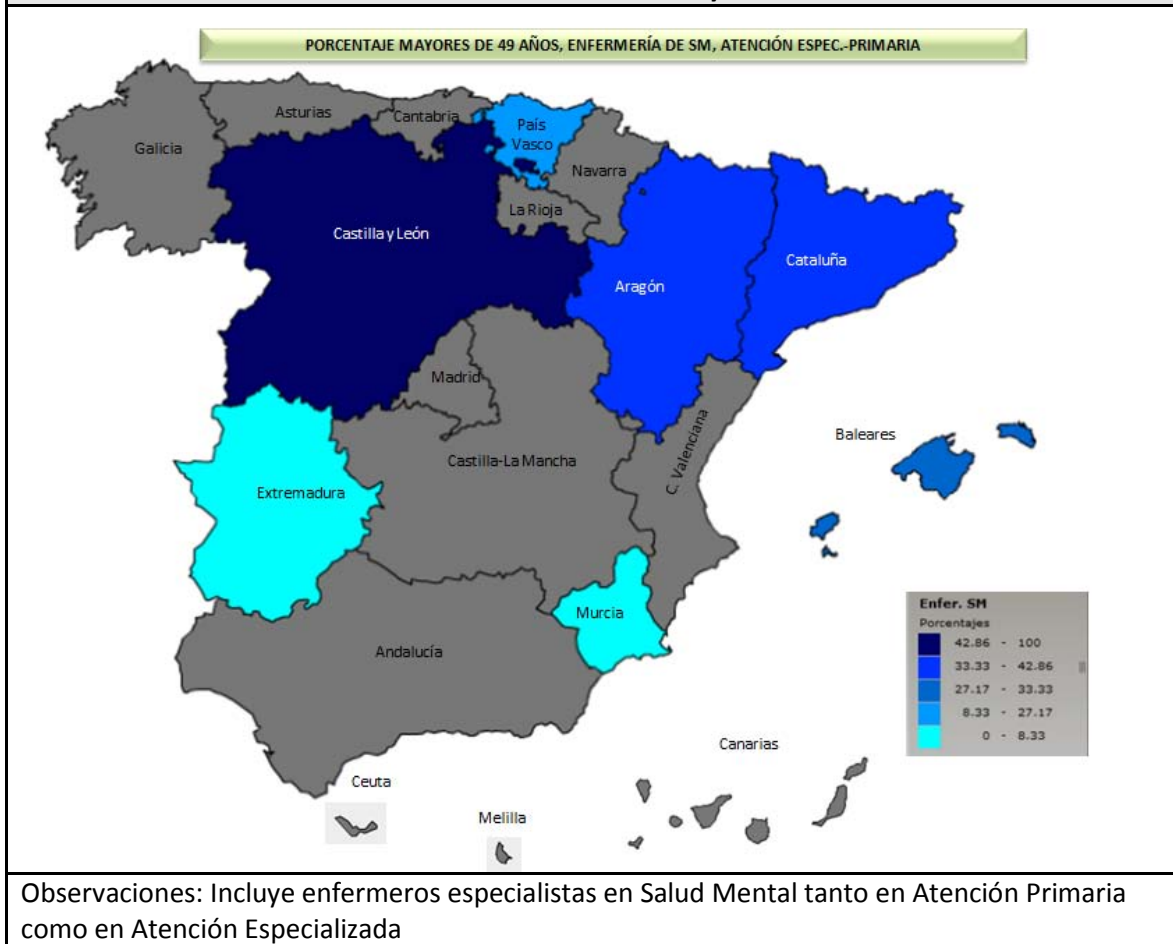 PORCENTAJE MAYORES DE 49 AÑOS, ENFERMERÍA DE SM, ATENCIÓN ESPEC.-PRIMARIA
Asturias
Cantabria
País
Vasco
Galicia
Navarra
La Rioja
Castilla y León
Cataluña
Aragón
Madrid
Baleares
C. Valenciana
Castilla-La Mancha
Extremadura
Murcia
Andalucía
Enfer. SM
Porcentajes
42.86 - 100
33.33 - 42.86
27.17 - 33.33
8.33 - 27.17
0 - 8.33
Canarias
Ceuta
Melilla
Observaciones: Incluye enfermeros especialistas en Salud Mental tanto en Atención Primaria
como en Atención Especializada